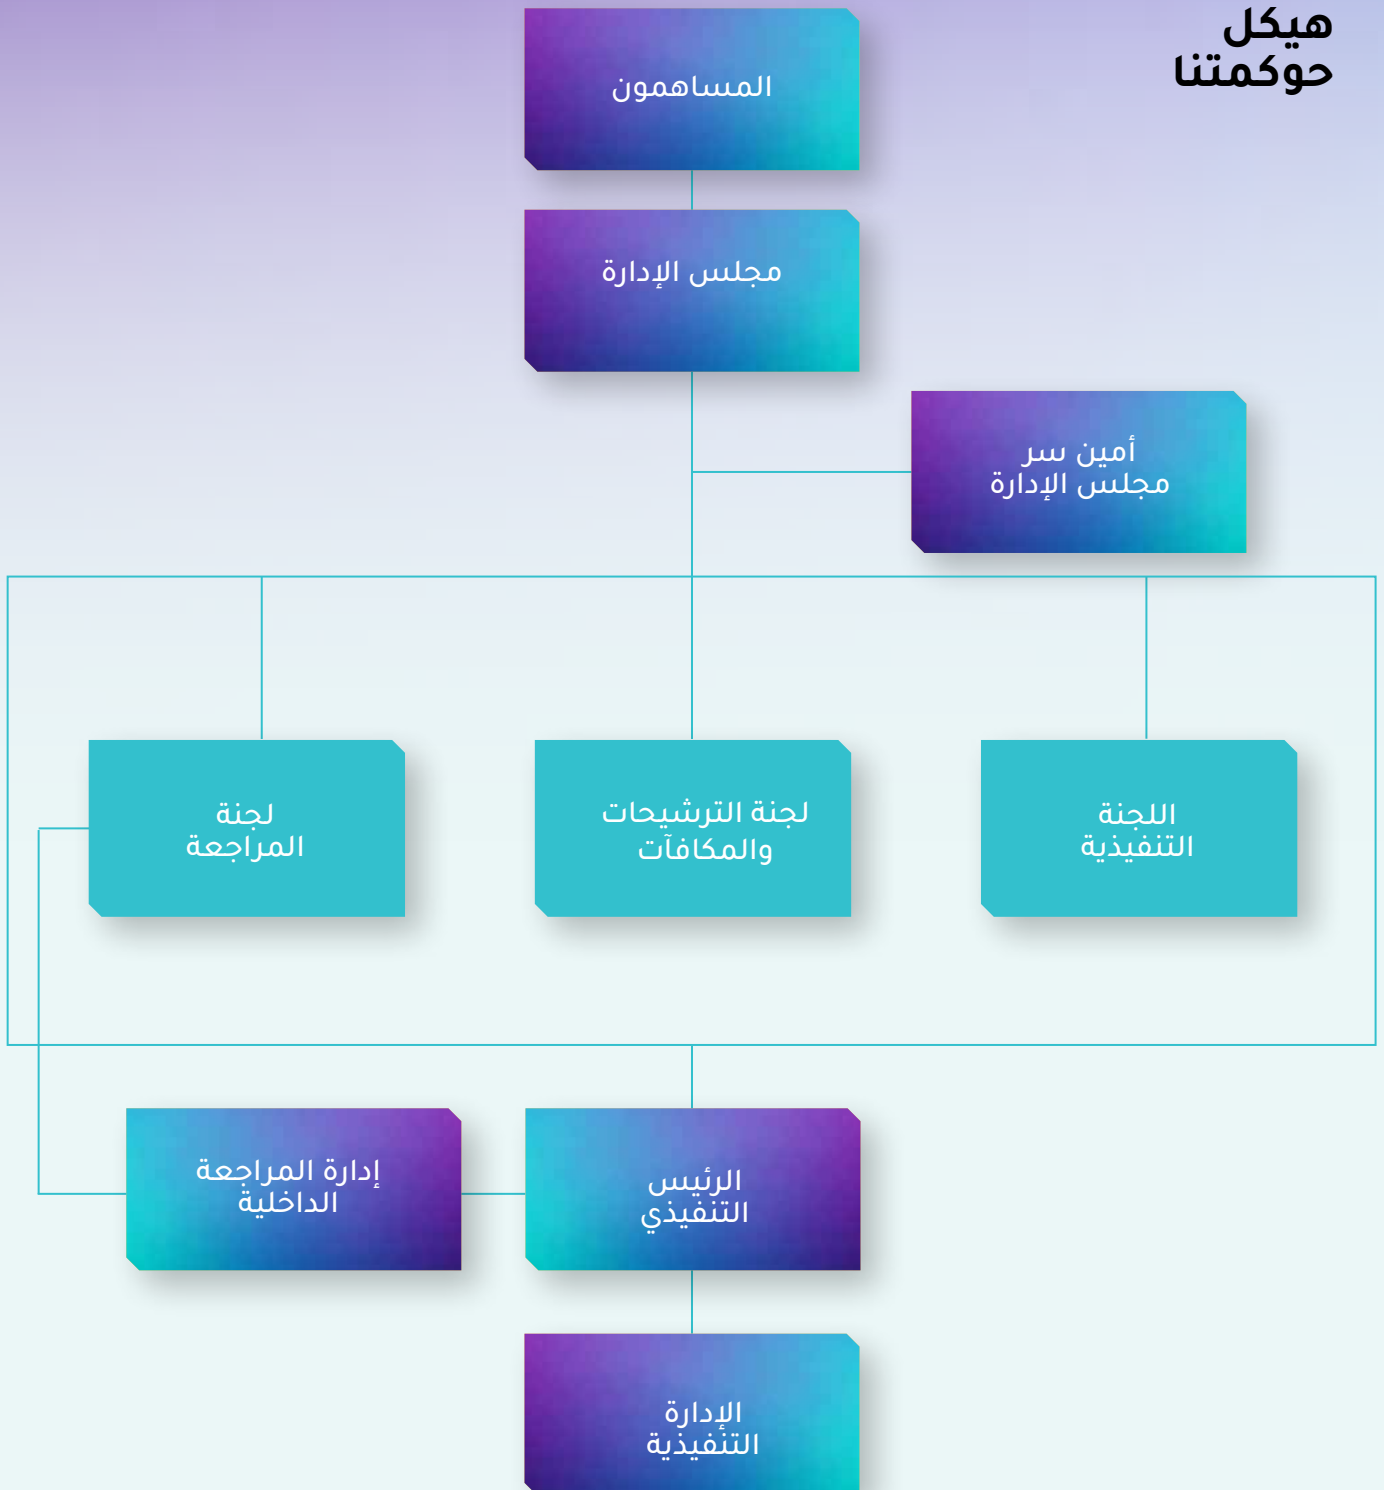 هيكل
حوكمتنا
المساهمون
مجلس الإدارة
أمين سر
مجلس الإدارة
اللجنة
التنفيذية
لجنة الترشيحات
والمكافآت
لجنة
المراجعة
الرئيس
التنفيذي
إدارة المراجعة
الداخلية
الإدارة
التنفيذية